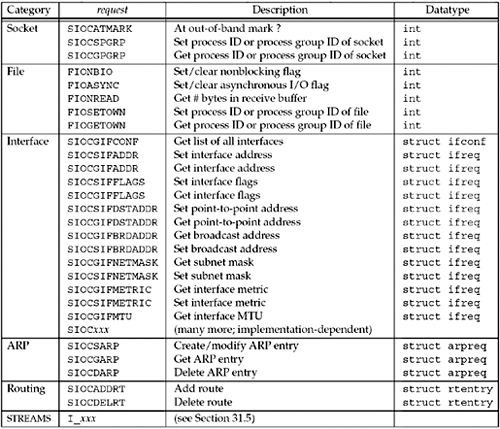 Category request Description Datatype
Socket SIOCATMARK At out-of-band mark ? int
SIOCSPGRP Set process ID or process group ID of socket int
SIOCGPGRP Get process ID or process group ID of socket int
File FIONBIO Set/clear nonblocking flag int
FIOASYNC Set/clear asynchronous I/O flag int
FIONREAD Get # bytes in receive buffer int
FIOSETOWN Set process ID or process group ID of file int
FIOGETOWN Get process ID or process group ID of file int
Interface SIOCGIFCONF Get list of all interfaces struct ifconf
SIOCSIFADDR Set interface address struct ifreq
SIOCGIFADDR Get interface address struct ifreq
SIOCSIFFLAGS Set interface flags struct ifreq
SIOCGIFFLAGS Get interface flags struct ifreq
SIOCSIFDSTADDR Set point-to-point address struct ifreq
SIOCGIFDSTADDR Get point-to-point address struct ifreq
SIOCGIFBRDADDR Get broadcast address struct ifreq
SIOCSIFBRDADDR Set broadcast address struct ifreq
SIOCGIFNETMASK Get subnet mask struct ifreq
SIOCSIFNETMASK Set subnet mask struct ifreq
SIOCGIFMETRIC Get interface metric struct ifreq
SIOCSIFMETRIC Set interface metric struct ifreq
SIOCGIFMTU Get interface MTU struct ifreq
SIOCxxx (many more; implementation-dependent)
ARP SIOCSARP Create/modify ARP entry struct arpreq
SIOCGARP Get ARP entry struct arpreq
SIOCDARP Delete ARP entry struct arpreq
Routing SIOCADDRT Add route struct rtentry
SIOCDELRT Delete route struct rtentry
STREAMS I_xxx (see Section 31.5)